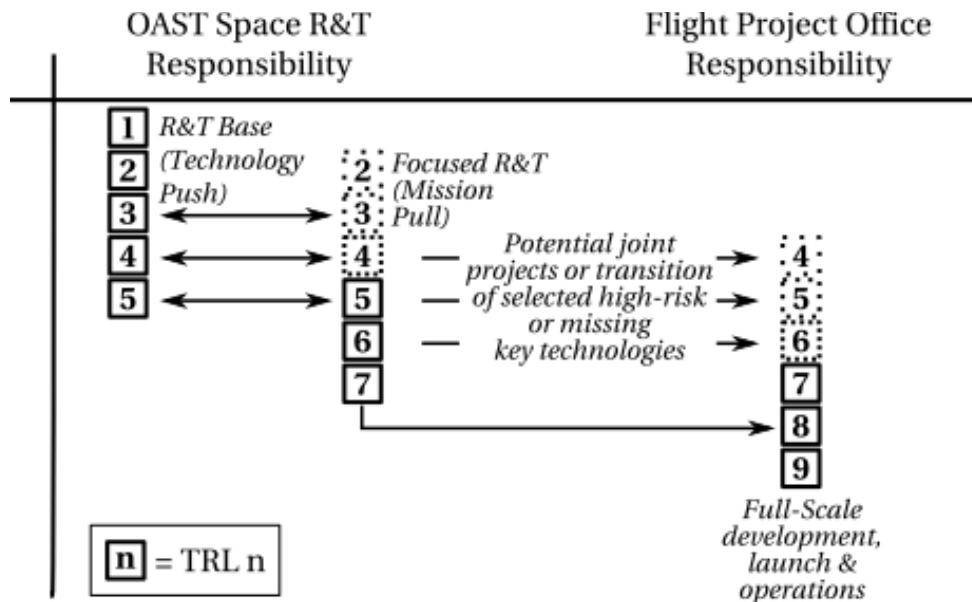 OAST Space R&T
Responsibility
Flight Project Office
Responsibility
1
2
3
4
5
R&T Base
(Technology
Push)
2
3
4
5
6
7
Focused R&T
(Mission
Pull)
Potential joint
projects or transition
of selected high-risk
or missing
key technologies
4
5
6
7
8
9
Full-Scale
development,
launch &
operations
n = TRL n